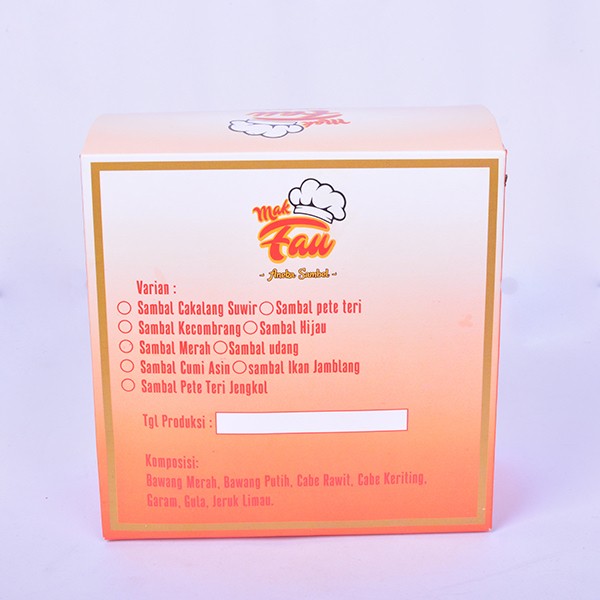 Mak
Fau
Mak
Fau
Aneka Sambal
Varian :
Sambal Cakalang Suwir Sambal pete teri
Sambal Kecombrang Sambal Hijau
Sambal Merah Sambal udang
Sambal Cumi Asin sambal Ikan Jamblang
Sambal Pete Teri Jengkol
Tgl Produksi :
Komposisi:
Bawang Merah, Bawang Putih, Cabe Rawit, Cabe Keriting,
Garam, Gula, Jeruk Limau.